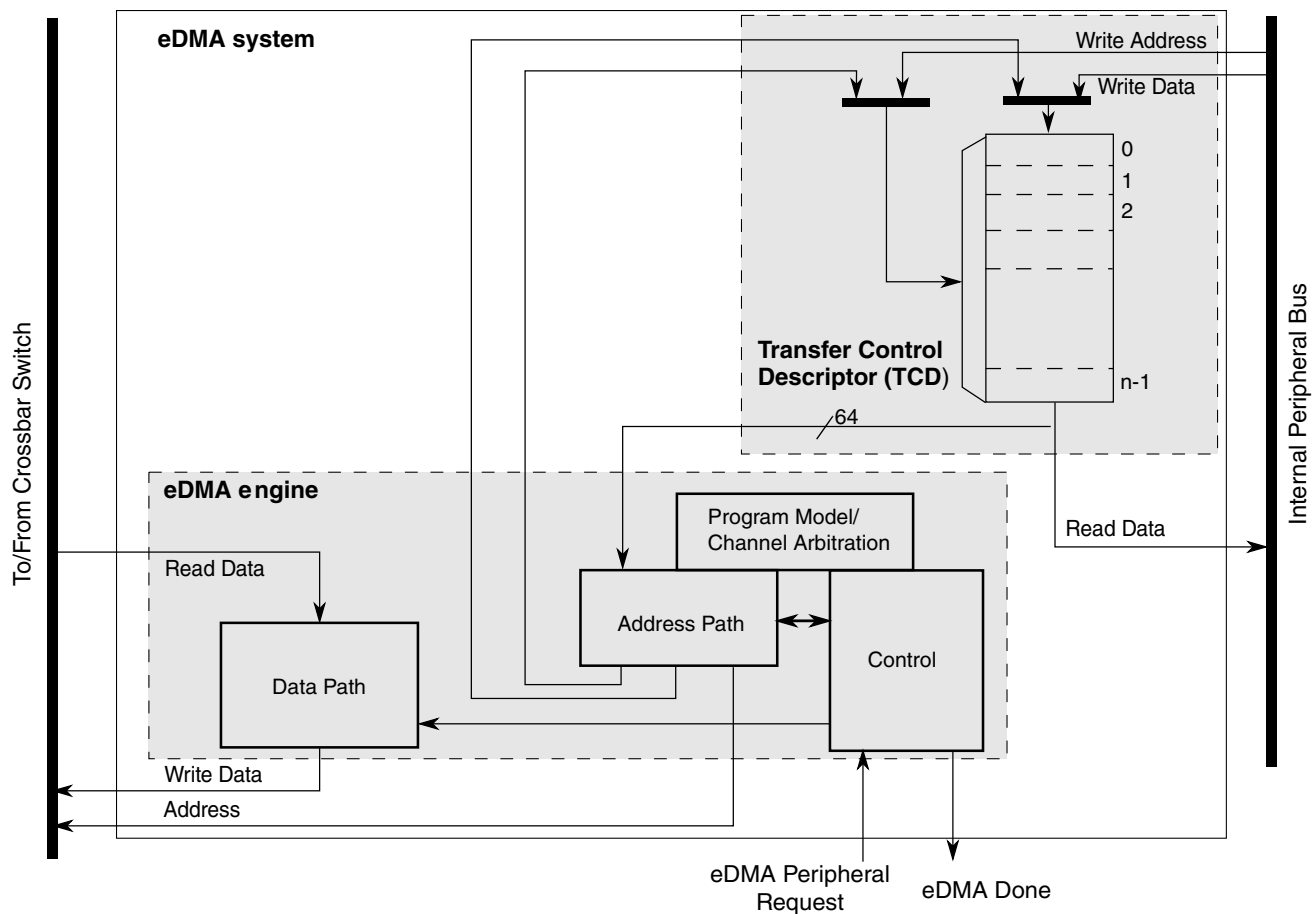 eDMA system
Write Address
Write Data
0
1
2
n-1
Transfer Control
Descriptor (TCD)
64
To/From Crossbar Switch
Internal Peripheral Bus
eDMA engine
Program Model/
Channel Arbitration
Read Data
Read Data
Address Path
Control
Data Path
Write Data
Address
eDMA Peripheral
Request
eDMA Done